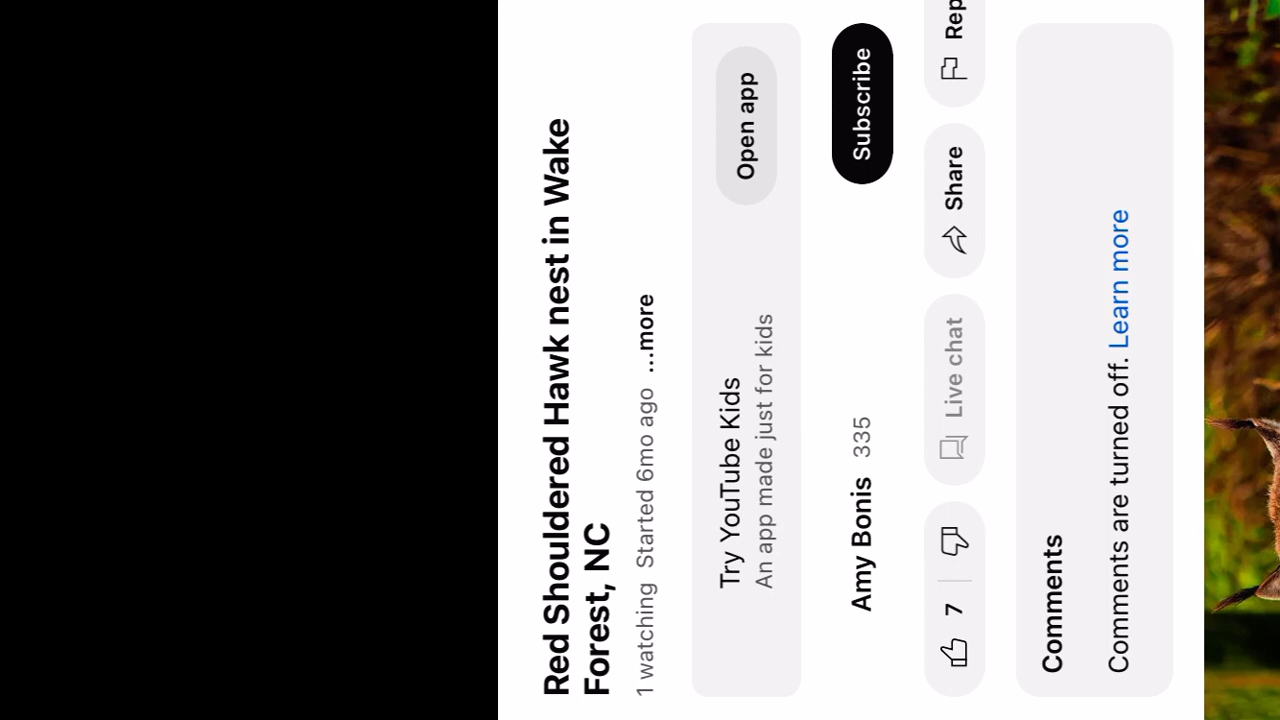 Red Shouldered Hawk nest in Wake
Forest, NC
1 watching Started 6mo ago ...more
Try YouTube Kids
An app made just for kids
Open app
Amy Bonis 335
Subscribe
7
Live chat
Share
Rep
Comments
Comments are turned off. Learn more